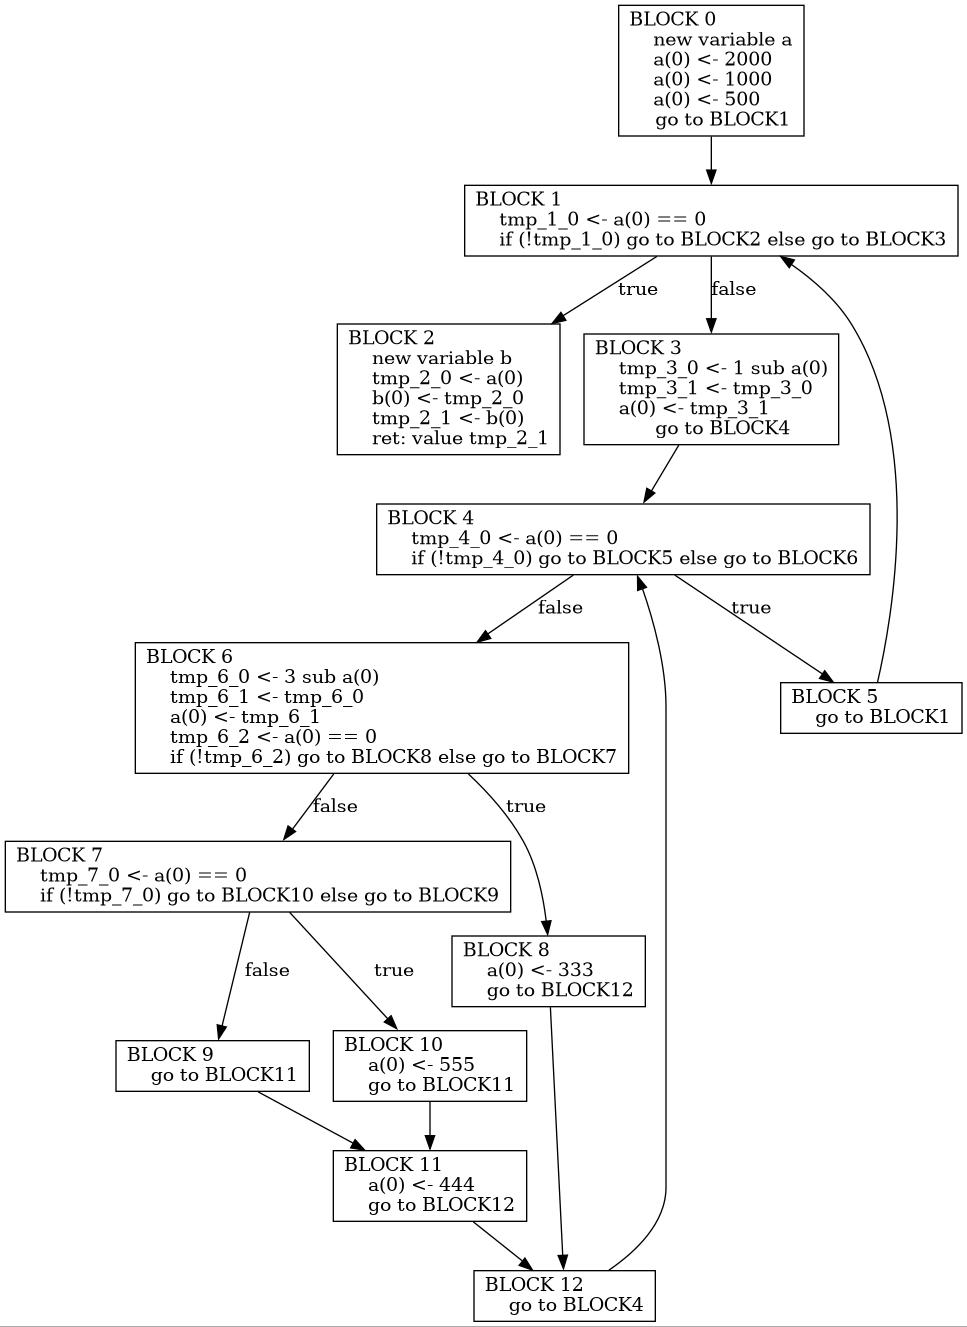 BLOCK 0
new variable a
a(0) <- 2000
a(0) <- 1000
a(0) <- 500
go to BLOCK1
BLOCK 1
tmp_1_0 <- a(0) == 0
if (!tmp_1_0) go to BLOCK2 else go to BLOCK3
true
false
BLOCK 2
new variable b
tmp_2_0 <- a(0)
b(0) <- tmp_2_0
tmp_2_1 <- b(0)
ret: value tmp_2_1
BLOCK 3
tmp_3_0 <- 1 sub a(0)
tmp_3_1 <- tmp_3_0
a(0) <- tmp_3_1
go to BLOCK4
BLOCK 4
tmp_4_0 <- a(0) == 0
if (!tmp_4_0) go to BLOCK5 else go to BLOCK6
false
true
BLOCK 6
tmp_6_0 <- 3 sub a(0)
tmp_6_1 <- tmp_6_0
a(0) <- tmp_6_1
tmp_6_2 <- a(0) == 0
if (!tmp_6_2) go to BLOCK8 else go to BLOCK7
BLOCK 5
go to BLOCK1
false
true
BLOCK 7
tmp_7_0 <- a(0) == 0
if (!tmp_7_0) go to BLOCK10 else go to BLOCK9
BLOCK 8
a(0) <- 333
go to BLOCK12
false
true
BLOCK 9
go to BLOCK11
BLOCK 10
a(0) <- 555
go to BLOCK11
BLOCK 11
a(0) <- 444
go to BLOCK12
BLOCK 12
go to BLOCK4